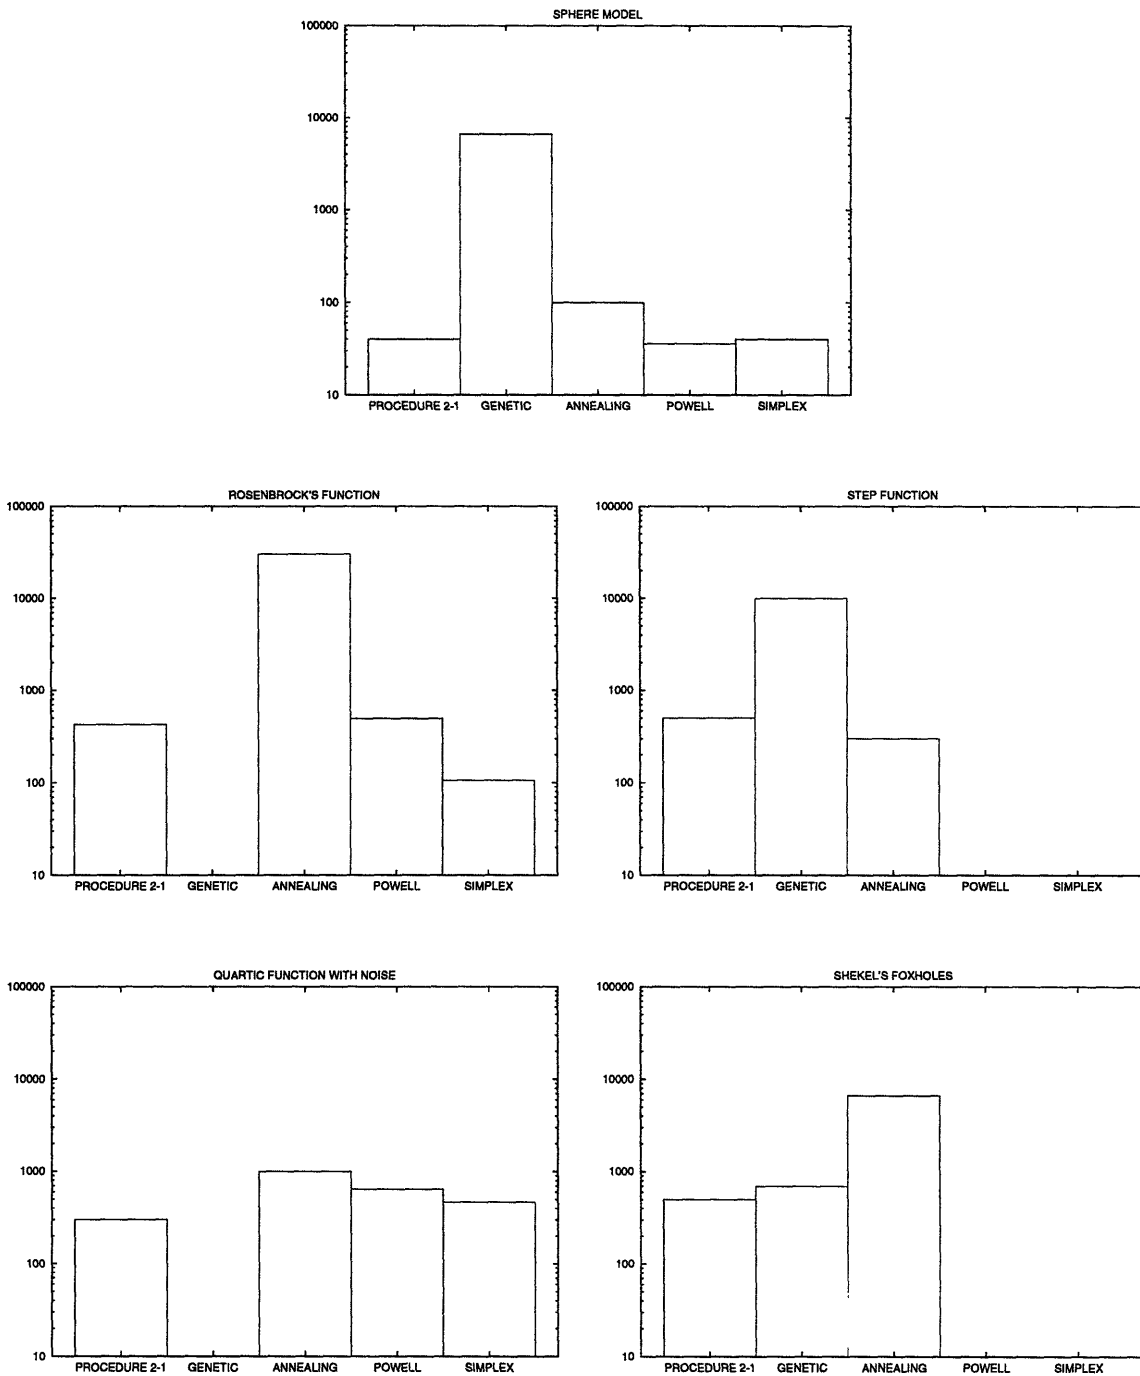 SPHERE MODEL
100000
10000
1000
100
10
PROCEDURE 2-1 GENETIC ANNEALING POWELL SIMPLEX
ROSENBROCK'S FUNCTION
100000
10000
1000
100
10
PROCEDURE 2-1 GENETIC ANNEALING POWELL SIMPLEX
STEP FUNCTION
100000
10000
1000
100
10
PROCEDURE 2-1 GENETIC ANNEALING POWELL SIMPLEX
QUARTIC FUNCTION WITH NOISE
100000
10000
1000
100
10
PROCEDURE 2-1 GENETIC ANNEALING POWELL SIMPLEX
SHEKEL'S FOXHOLES
100000
10000
1000
100
10
PROCEDURE 2-1 GENETIC ANNEALING POWELL SIMPLEX